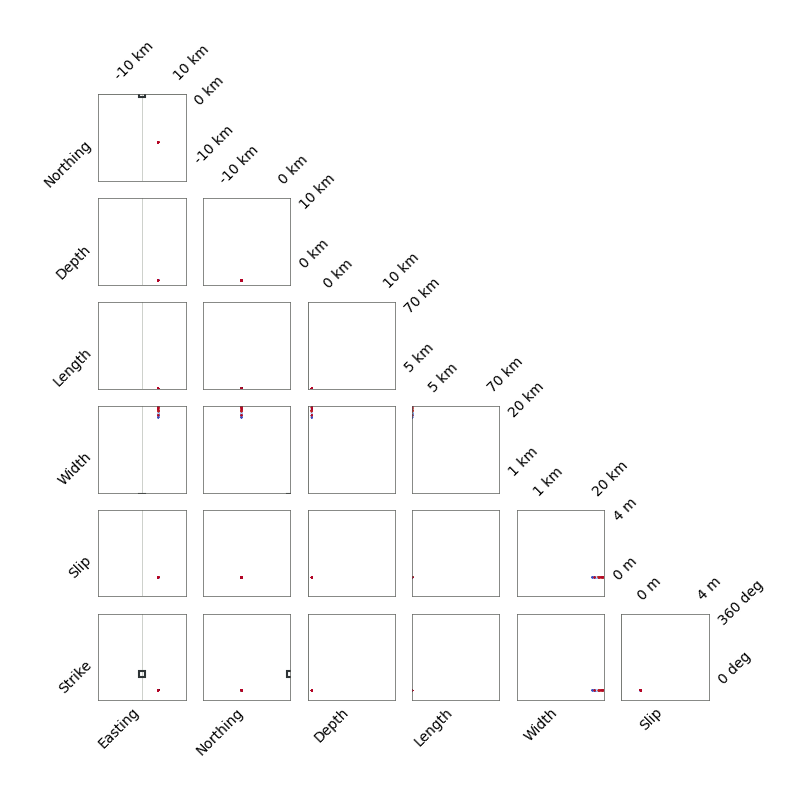 -10 km
10 km
Northing
0 km
-10 km
-10 km
0 km
Depth
10 km
0 km
0 km
10 km
Length
70 km
5 km
5 km
70 km
Width
20 km
1 km
1 km
20 km
Slip
4 m
0 m
0 m
4 m
Strike
360 deg
0 deg
Easting
Northing
Depth
Length
Width
Slip